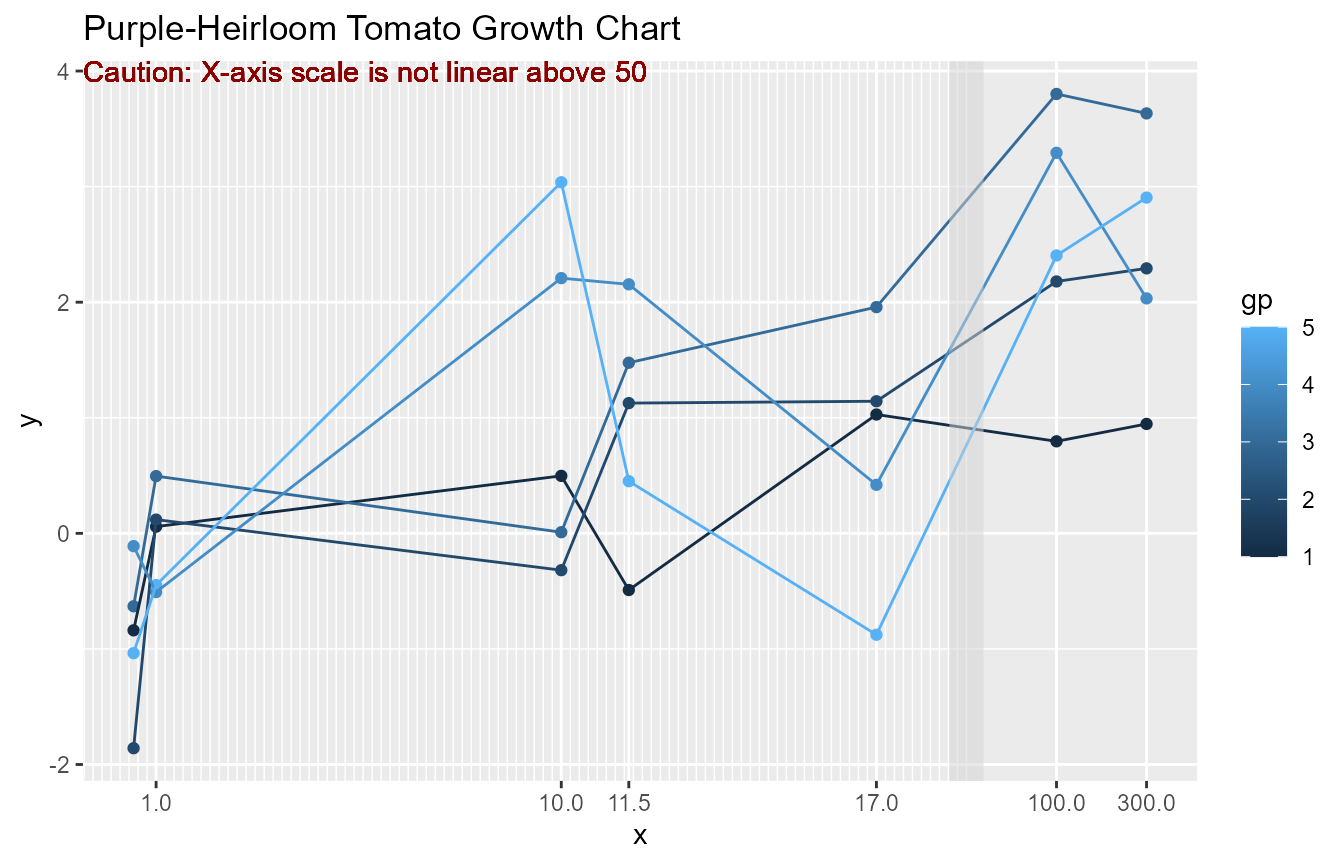 Purple-Heirloom Tomato Growth Chart
Caution: X-axis scale is not linear above 50
4
2
0
-2
y
1.0 10.0 11.5 17.0 100.0 300.0
x
gp
5
4
3
2
1